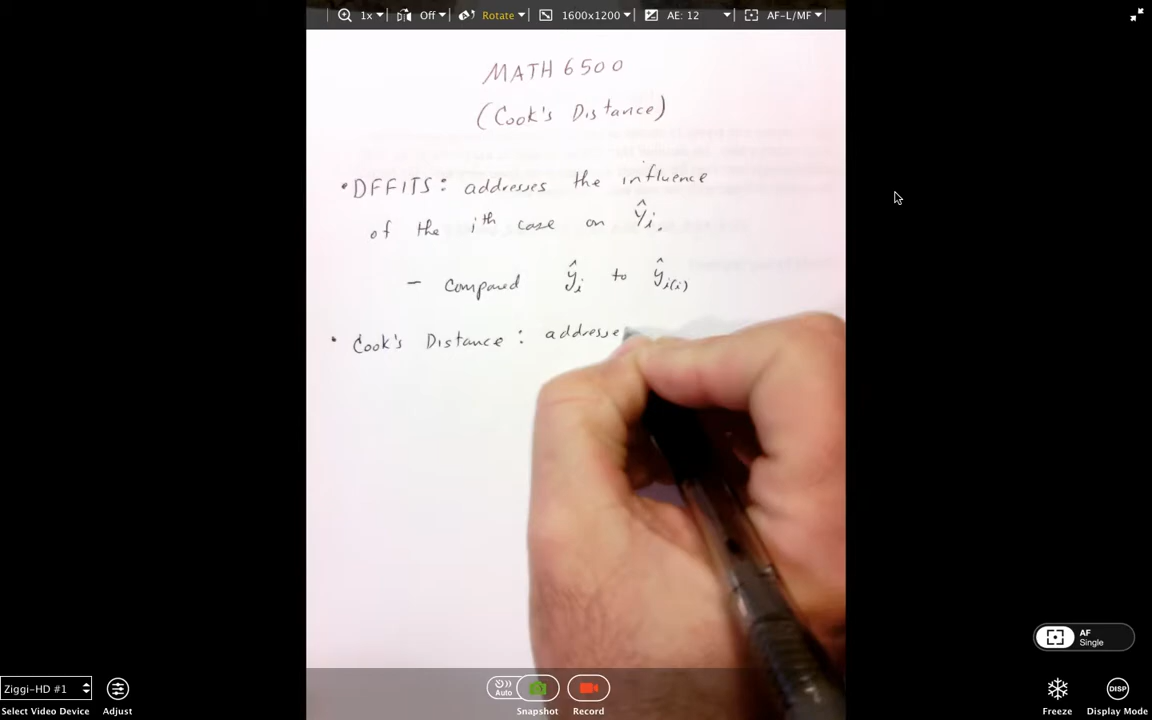 1x Off Rotate 1600x1200 AE: 12 AF-L/MF
MATH 6500
(Cook's Distance)
• DFFITS: addresses the influence
of the iᵗʰ case on Ŷᵢ.
– compared ŷᵢ to ŷᵢ₍ᵢ₎
• Cook's Distance: addresse
AF
Single
Ziggi-HD #1
Select Video Device
Adjust
Auto
Snapshot
Record
DISP
Freeze
Display Mode